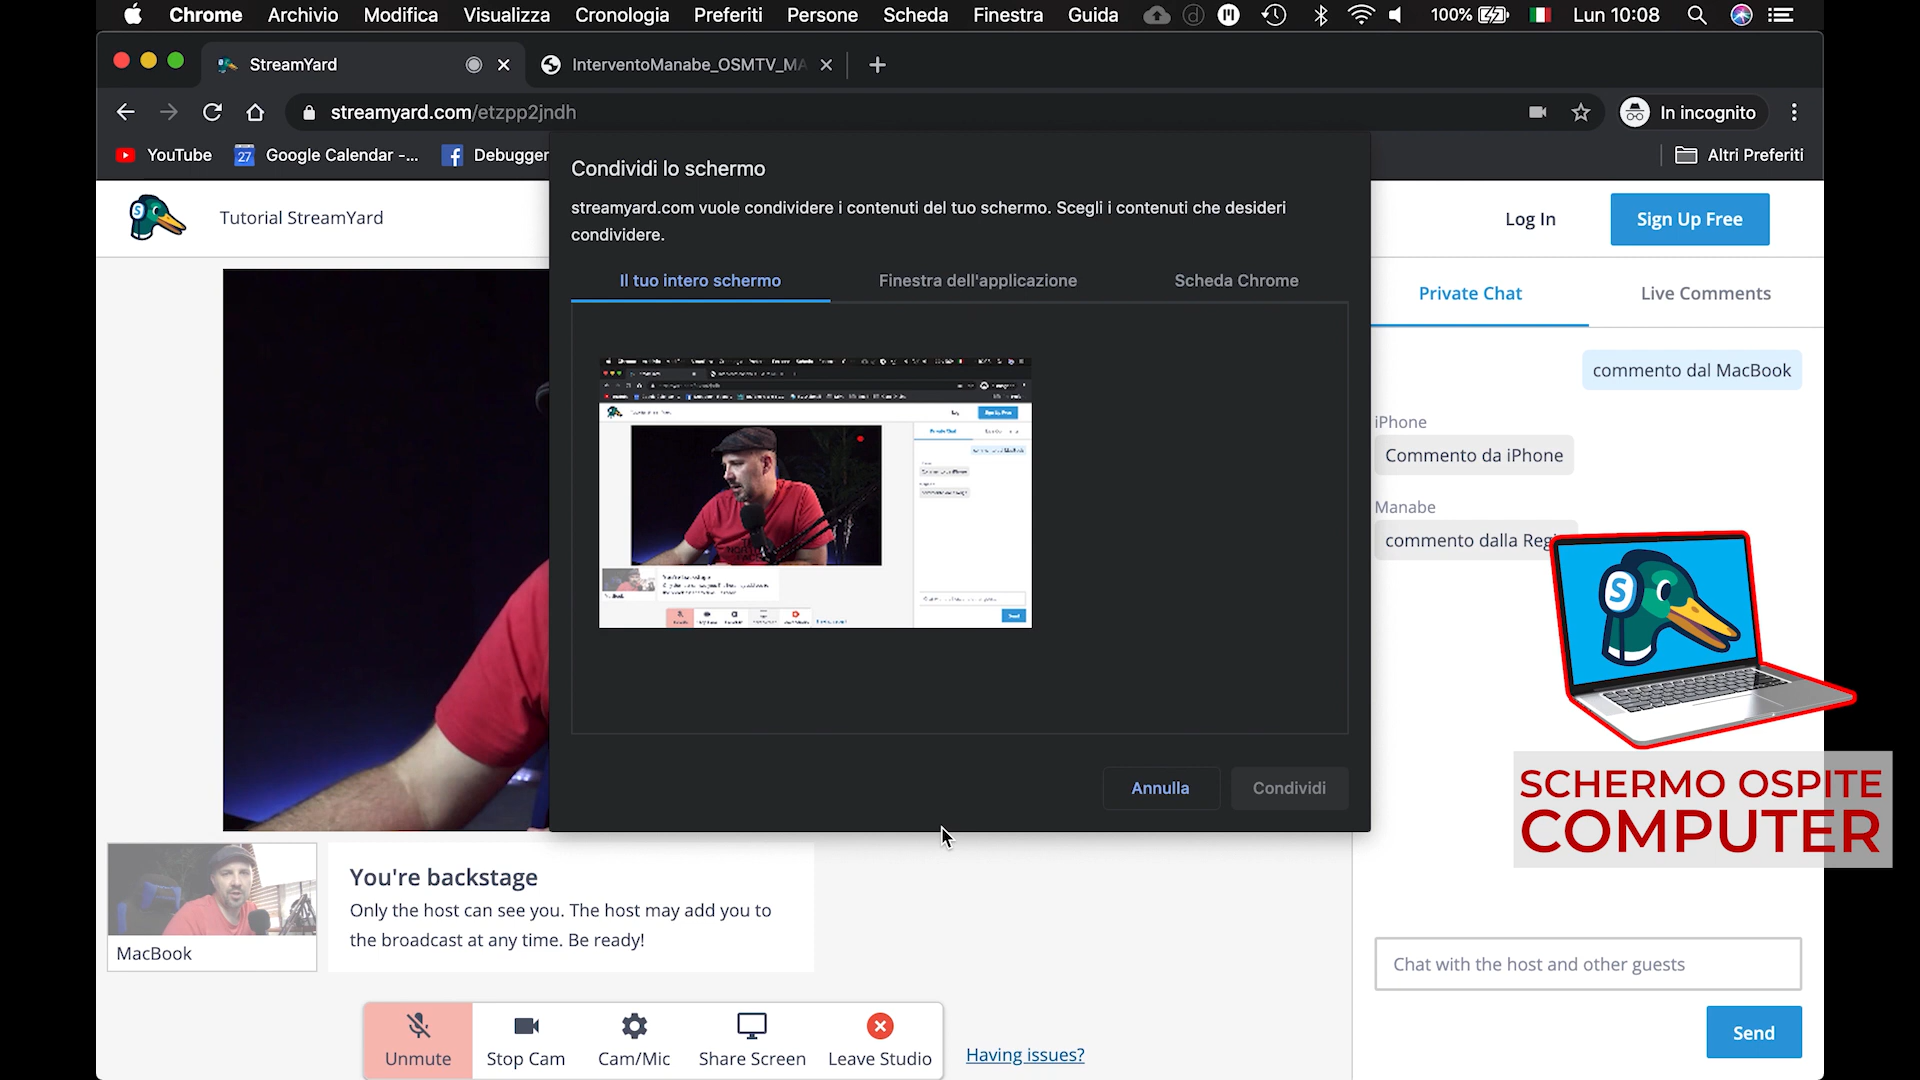 Chrome Archivio Modifica Visualizza Cronologia Preferiti Persone Scheda Finestra Guida 100% Lun 10:08
StreamYard InterventoManabe_OSMTV_MA
streamyard.com/etzpp2jndh In incognito
YouTube 27 Google Calendar -... Debugger Altri Preferiti
Tutorial StreamYard
Log In Sign Up Free
Condividi lo schermo
streamyard.com vuole condividere i contenuti del tuo schermo. Scegli i contenuti che desideri
condividere.
Il tuo intero schermo Finestra dell'applicazione Scheda Chrome
Annulla Condividi
Private Chat Live Comments
commento dal MacBook
iPhone
Commento da iPhone
Manabe
commento dalla Regi
S
SCHERMO OSPITE
COMPUTER
MacBook
You're backstage
Only the host can see you. The host may add you to
the broadcast at any time. Be ready!
Unmute Stop Cam Cam/Mic Share Screen Leave Studio Having issues?
Chat with the host and other guests
Send